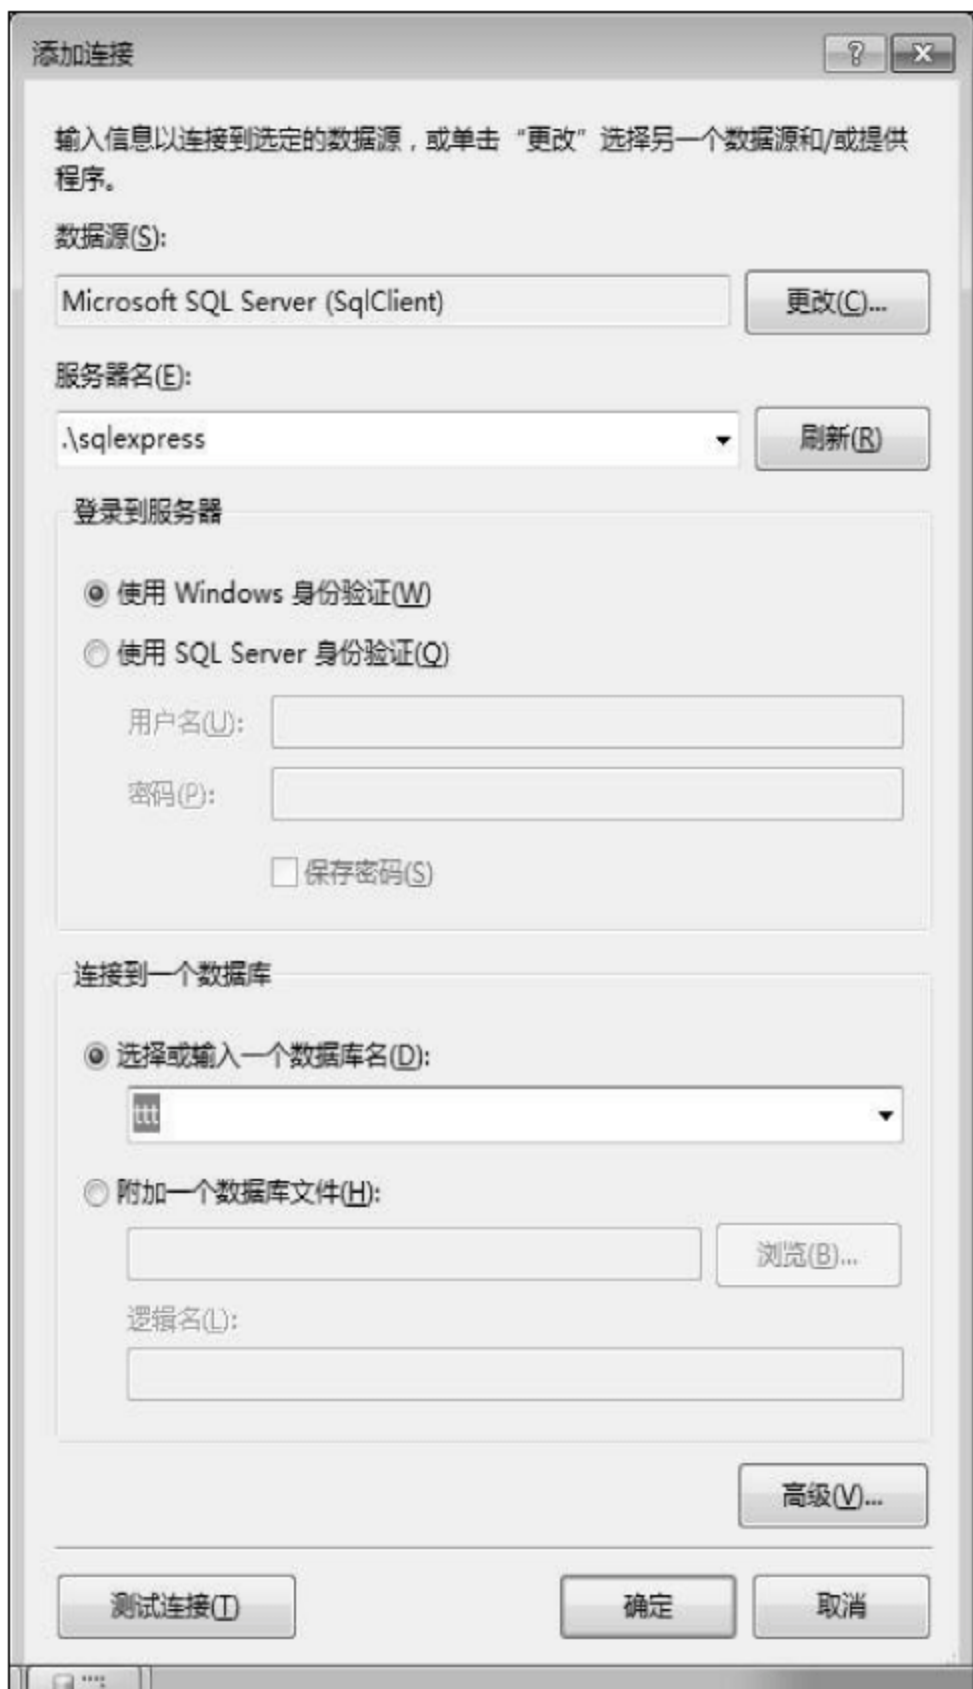 添加连接
输入信息以连接到选定的数据源，或单击“更改”选择另一个数据源和/或提供
程序。
数据源(S):
Microsoft SQL Server (SqlClient)
更改(C)...
服务器名(E):
.\sqlexpress
刷新(R)
登录到服务器
使用 Windows 身份验证(W)
使用 SQL Server 身份验证(Q)
用户名(U):
密码(P):
保存密码(S)
连接到一个数据库
选择或输入一个数据库名(D):
ttt
附加一个数据库文件(H):
浏览(B)...
逻辑名(L):
高级(V)...
测试连接(T)
确定
取消